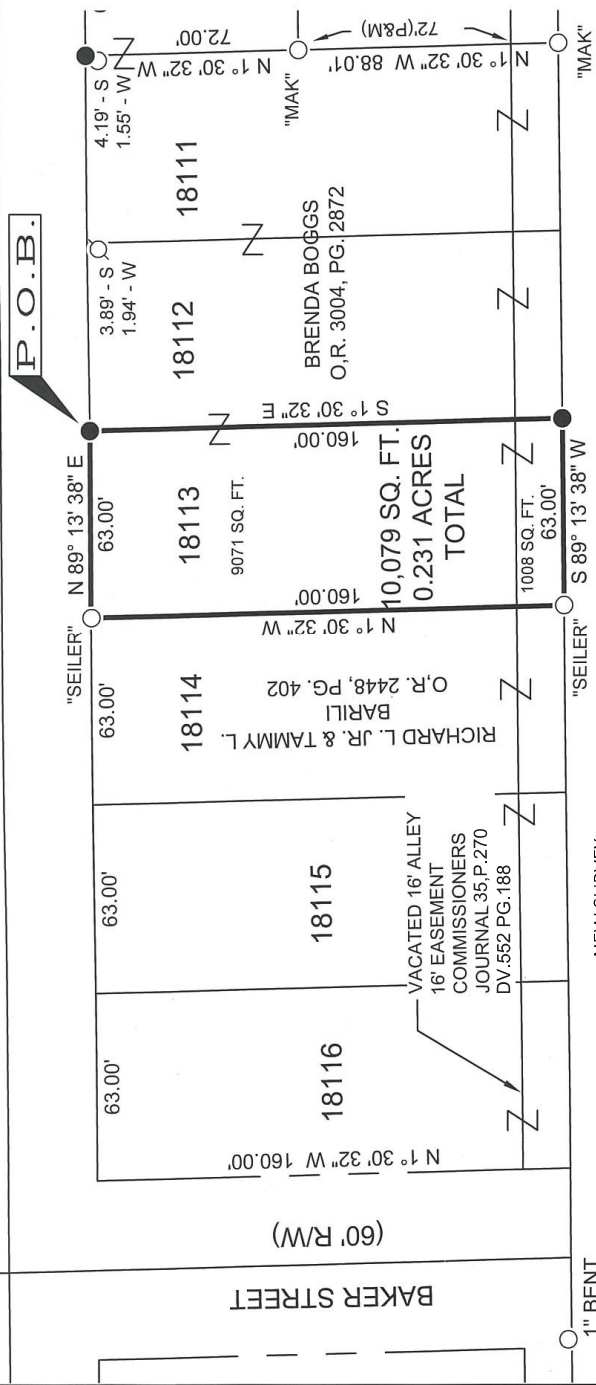 P.O.B.
"SEILER"
N 89° 13' 38" E
63.00'
63.00'
63.00'
63.00'
3.89' - S
1.94' - W
4.19' - S
1.55' - W
N 1° 30' 32" W
72.00'
"MAK"
72'(P&M)
N 1° 30' 32" W 88.01'
"MAK"
18116
18115
18114
18113
9071 SQ. FT.
18112
18111
N 1° 30' 32" W 160.00'
RICHARD L. JR. & TAMMY L.
BARILI
O.R. 2448, PG. 402
N 1° 30' 32" W
160.00'
S 1° 30' 32" E
160.00'
10,079 SQ. FT.
0.231 ACRES
TOTAL
BRENDA BOGGS
O.R. 3004, PG. 2872
VACATED 16' ALLEY
16' EASEMENT
COMMISSIONERS
JOURNAL 35,P.270
DV.552 PG.188
1008 SQ. FT.
63.00'
"SEILER"
S 89° 13' 38" W
BAKER STREET
(60' R/W)
1" BENT
NEW SURVEY